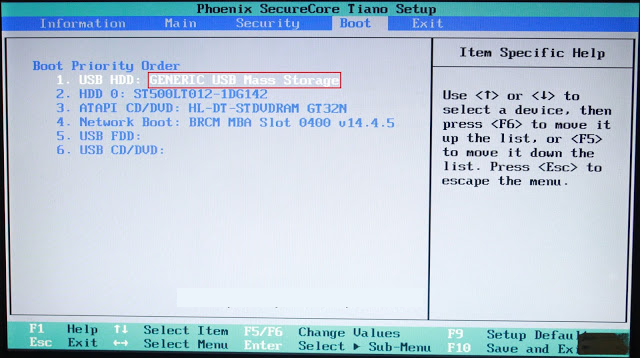 Phoenix SecureCore Tiano Setup
Information Main Security Boot Exit
Boot Priority Order
1. USB HDD: GENERIC USB Mass Storage
2. HDD 0: ST500LT012-1DG142
3. ATAPI CD/DVD: HL-DT-STDVDRAM GT32N
4. Network Boot: BRCM MBA Slot 0400 v14.4.5
5. USB FDD:
6. USB CD/DVD:
Item Specific Help
Use <↑> or <↓> to
select a device, then
press <F6> to move it
up the list, or <F5>
to move it down the
list. Press <Esc> to
escape the menu.
F1 Help ↑↓ Select Item F5/F6 Change Values F9 Setup
Esc Exit ↔ Select Menu Enter Select ▶ Sub-Menu F10 Save and